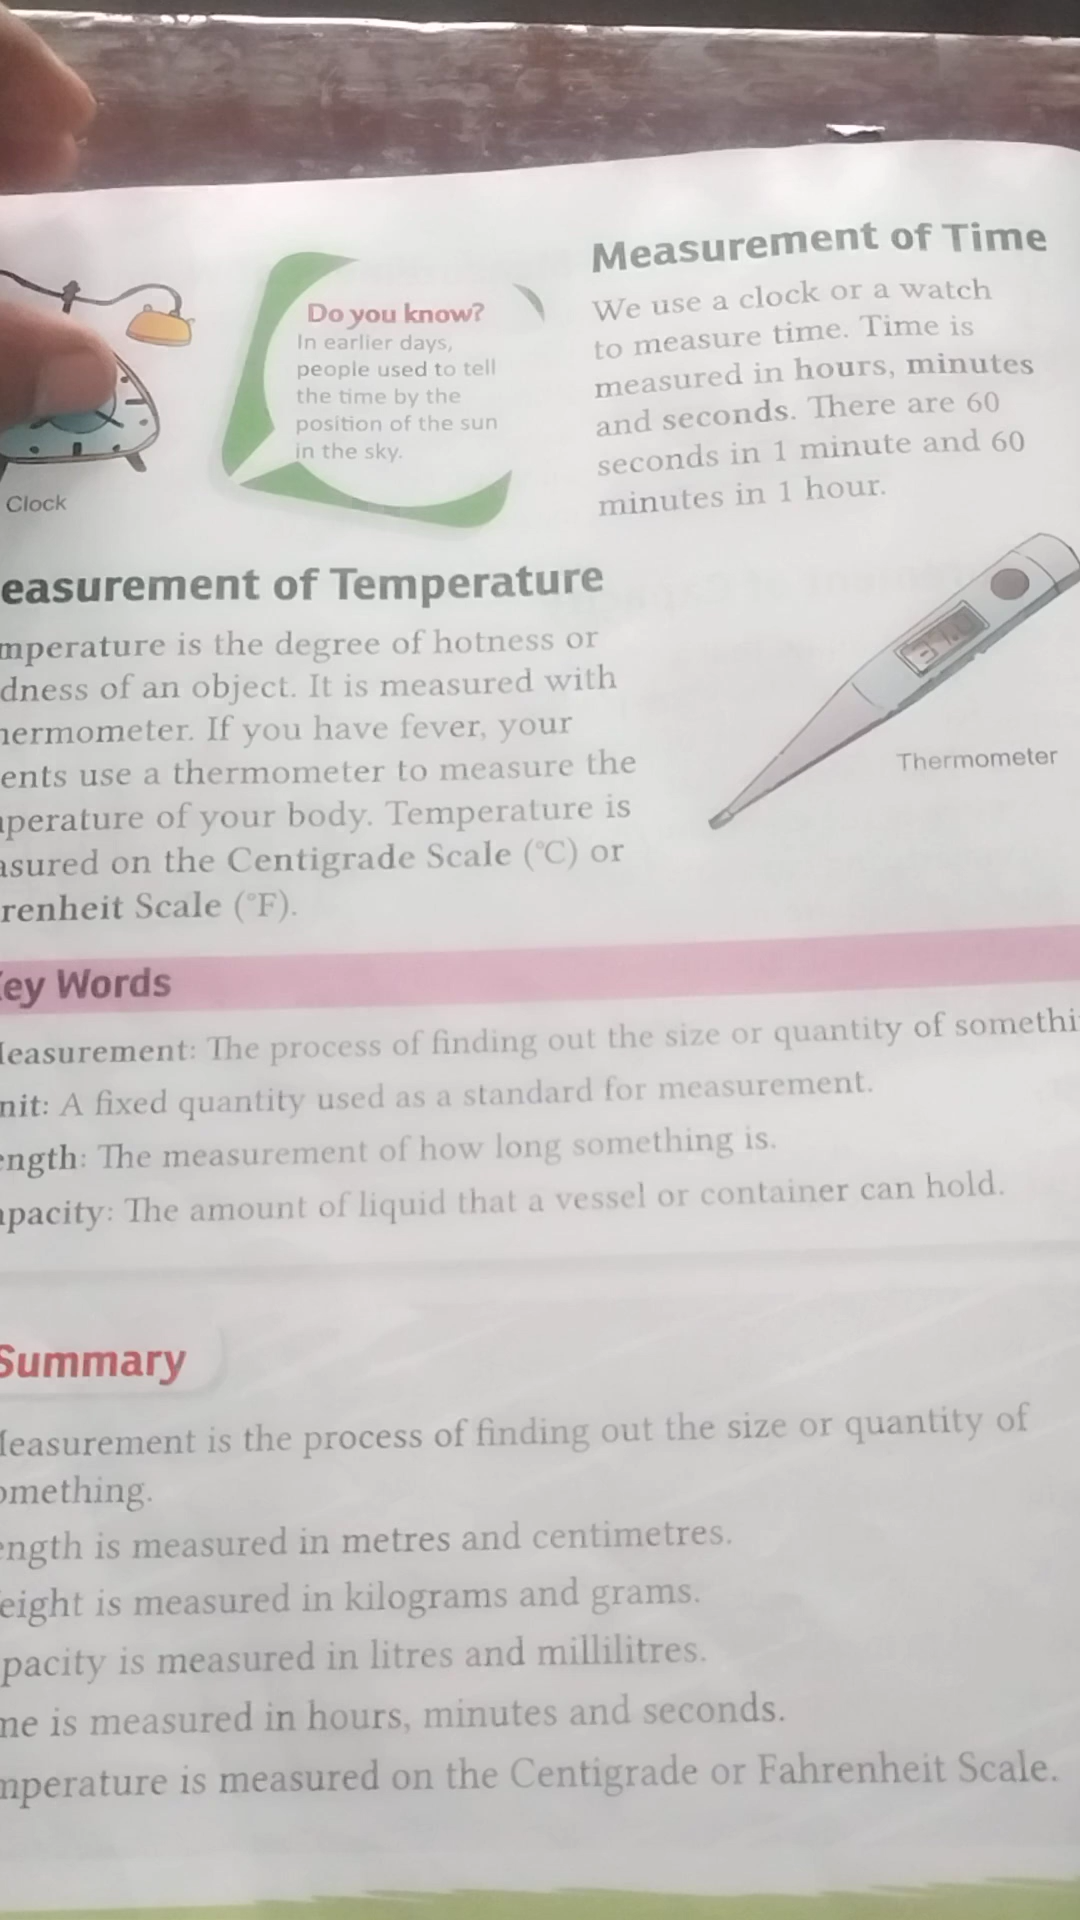 Measurement of Time
We use a clock or a watch
to measure time. Time is
measured in hours, minutes
and seconds. There are 60
seconds in 1 minute and 60
minutes in 1 hour.
Do you know?
In earlier days,
people used to tell
the time by the
position of the sun
in the sky.
Clock
easurement of Temperature
mperature is the degree of hotness or
dness of an object. It is measured with
hermometer. If you have fever, your
ents use a thermometer to measure the
perature of your body. Temperature is
asured on the Centigrade Scale (°C) or
renheit Scale (°F).
Thermometer
Key Words
easurement: The process of finding out the size or quantity of somethi
nit: A fixed quantity used as a standard for measurement.
ength: The measurement of how long something is.
apacity: The amount of liquid that a vessel or container can hold.
Summary
easurement is the process of finding out the size or quantity of
omething.
ength is measured in metres and centimetres.
eight is measured in kilograms and grams.
pacity is measured in litres and millilitres.
me is measured in hours, minutes and seconds.
mperature is measured on the Centigrade or Fahrenheit Scale.